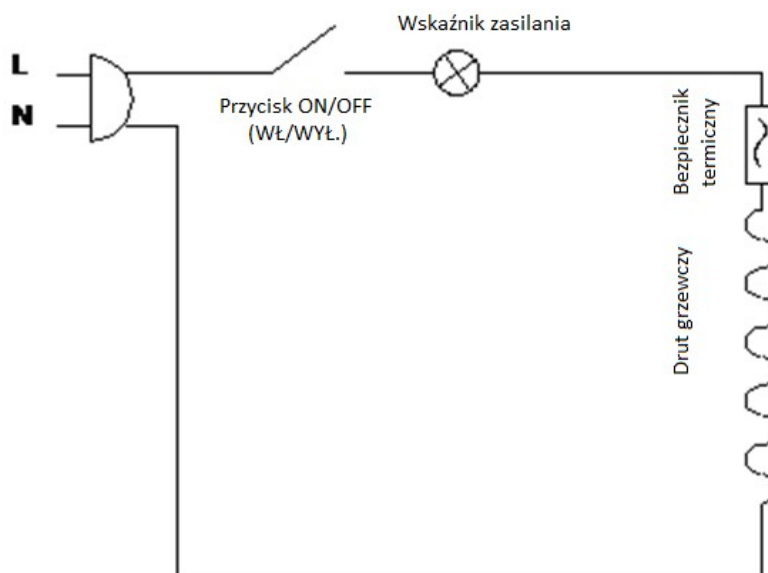 Wskaźnik zasilania
L
N
Przycisk ON/OFF
(WŁ/WYŁ.)
Bezpiecznik
termiczny
Drut grzewczy